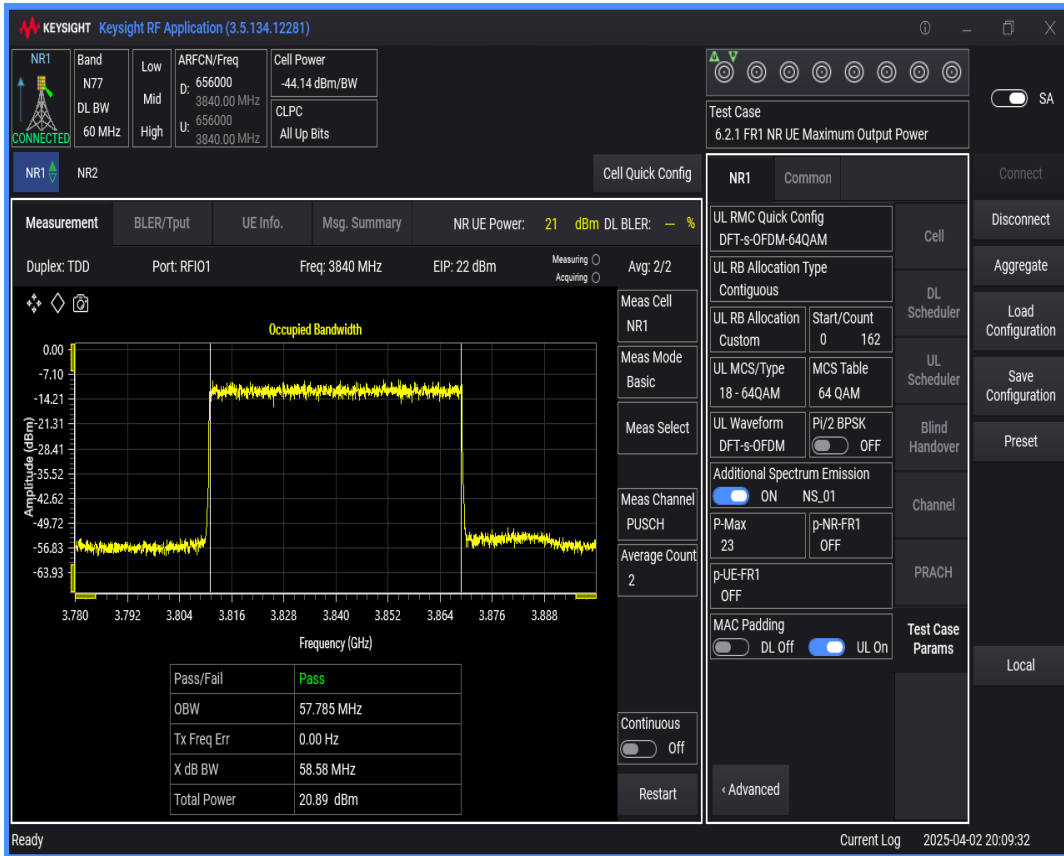 KEYSIGHT Keysight RF Application (3.5.134.12281)
NR1
CONNECTED
Band
N77
DL BW
60 MHz
Low
Mid
High
ARFCN/Freq
D: 656000
3840.00 MHz
U: 656000
3840.00 MHz
Cell Power
-44.14 dBm/BW
CLPC
All Up Bits
Test Case
6.2.1 FR1 NR UE Maximum Output Power
SA
NR1 NR2
Cell Quick Config
Measurement BLER/Tput UE Info. Msg. Summary NR UE Power: 21 dBm DL BLER: — %
Duplex: TDD Port: RFIO1 Freq: 3840 MHz EIP: 22 dBm Measuring Acquiring Avg: 2/2
Occupied Bandwidth
Amplitude (dBm)
0.00
-7.10
-14.21
-21.31
-28.41
-35.52
-42.62
-49.72
-56.83
-63.93
3.780 3.792 3.804 3.816 3.828 3.840 3.852 3.864 3.876 3.888
Frequency (GHz)
Pass/Fail Pass
OBW 57.785 MHz
Tx Freq Err 0.00 Hz
X dB BW 58.58 MHz
Total Power 20.89 dBm
Meas Cell
NR1
Meas Mode
Basic
Meas Select
Meas Channel
PUSCH
Average Count
2
Continuous
Off
Restart
NR1 Common
UL RMC Quick Config
DFT-s-OFDM-64QAM
UL RB Allocation Type
Contiguous
UL RB Allocation
Custom
Start/Count
0 162
UL MCS/Type
18 - 64QAM
MCS Table
64 QAM
UL Waveform
DFT-s-OFDM
Pi/2 BPSK
OFF
Additional Spectrum Emission
ON NS_01
P-Max
23
p-NR-FR1
OFF
p-UE-FR1
OFF
MAC Padding
DL Off UL On
‹ Advanced
Cell
DL
Scheduler
UL
Scheduler
Blind
Handover
Channel
PRACH
Test Case
Params
Connect
Disconnect
Aggregate
Load
Configuration
Save
Configuration
Preset
Local
Ready
Current Log 2025-04-02 20:09:32